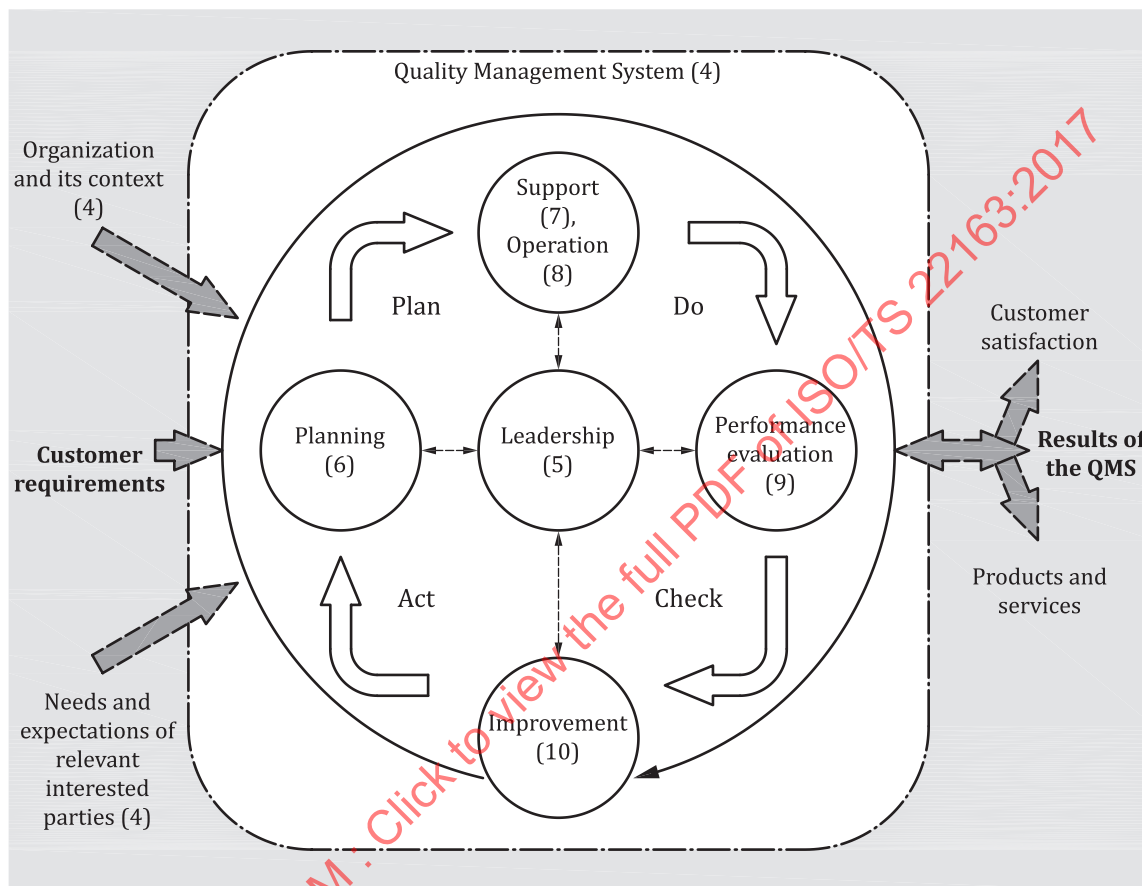 Quality Management System (4)
Organization
and its context
(4)
Support
(7),
Operation
(8)
Plan
Do
Customer
satisfaction
Planning
(6)
Leadership
(5)
Performance
evaluation
(9)
Customer
requirements
Results of
the QMS
Act
Check
Products and
services
Improvement
(10)
Needs and
expectations of
relevant
interested
parties (4)
M : Click to view the full PDF of ISO/TS 22163:2017